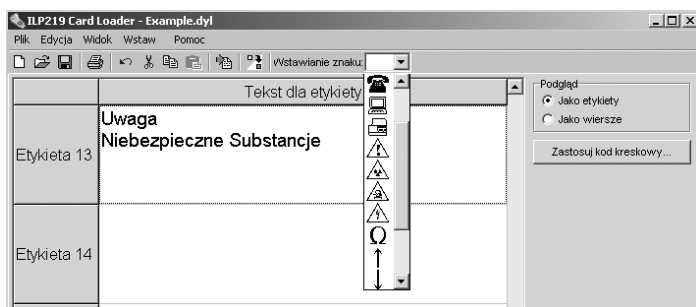 ILP219 Card Loader - Example.dyl
Plik Edycja Widok Wstaw Pomoc
Wstawianie znaku:
Tekst dla etykiety
Podgląd
Jako etykiety
Jako wiersze
Zastosuj kod kreskowy...
Etykieta 13
Uwaga
Niebezpieczne Substancje
Ω
Etykieta 14